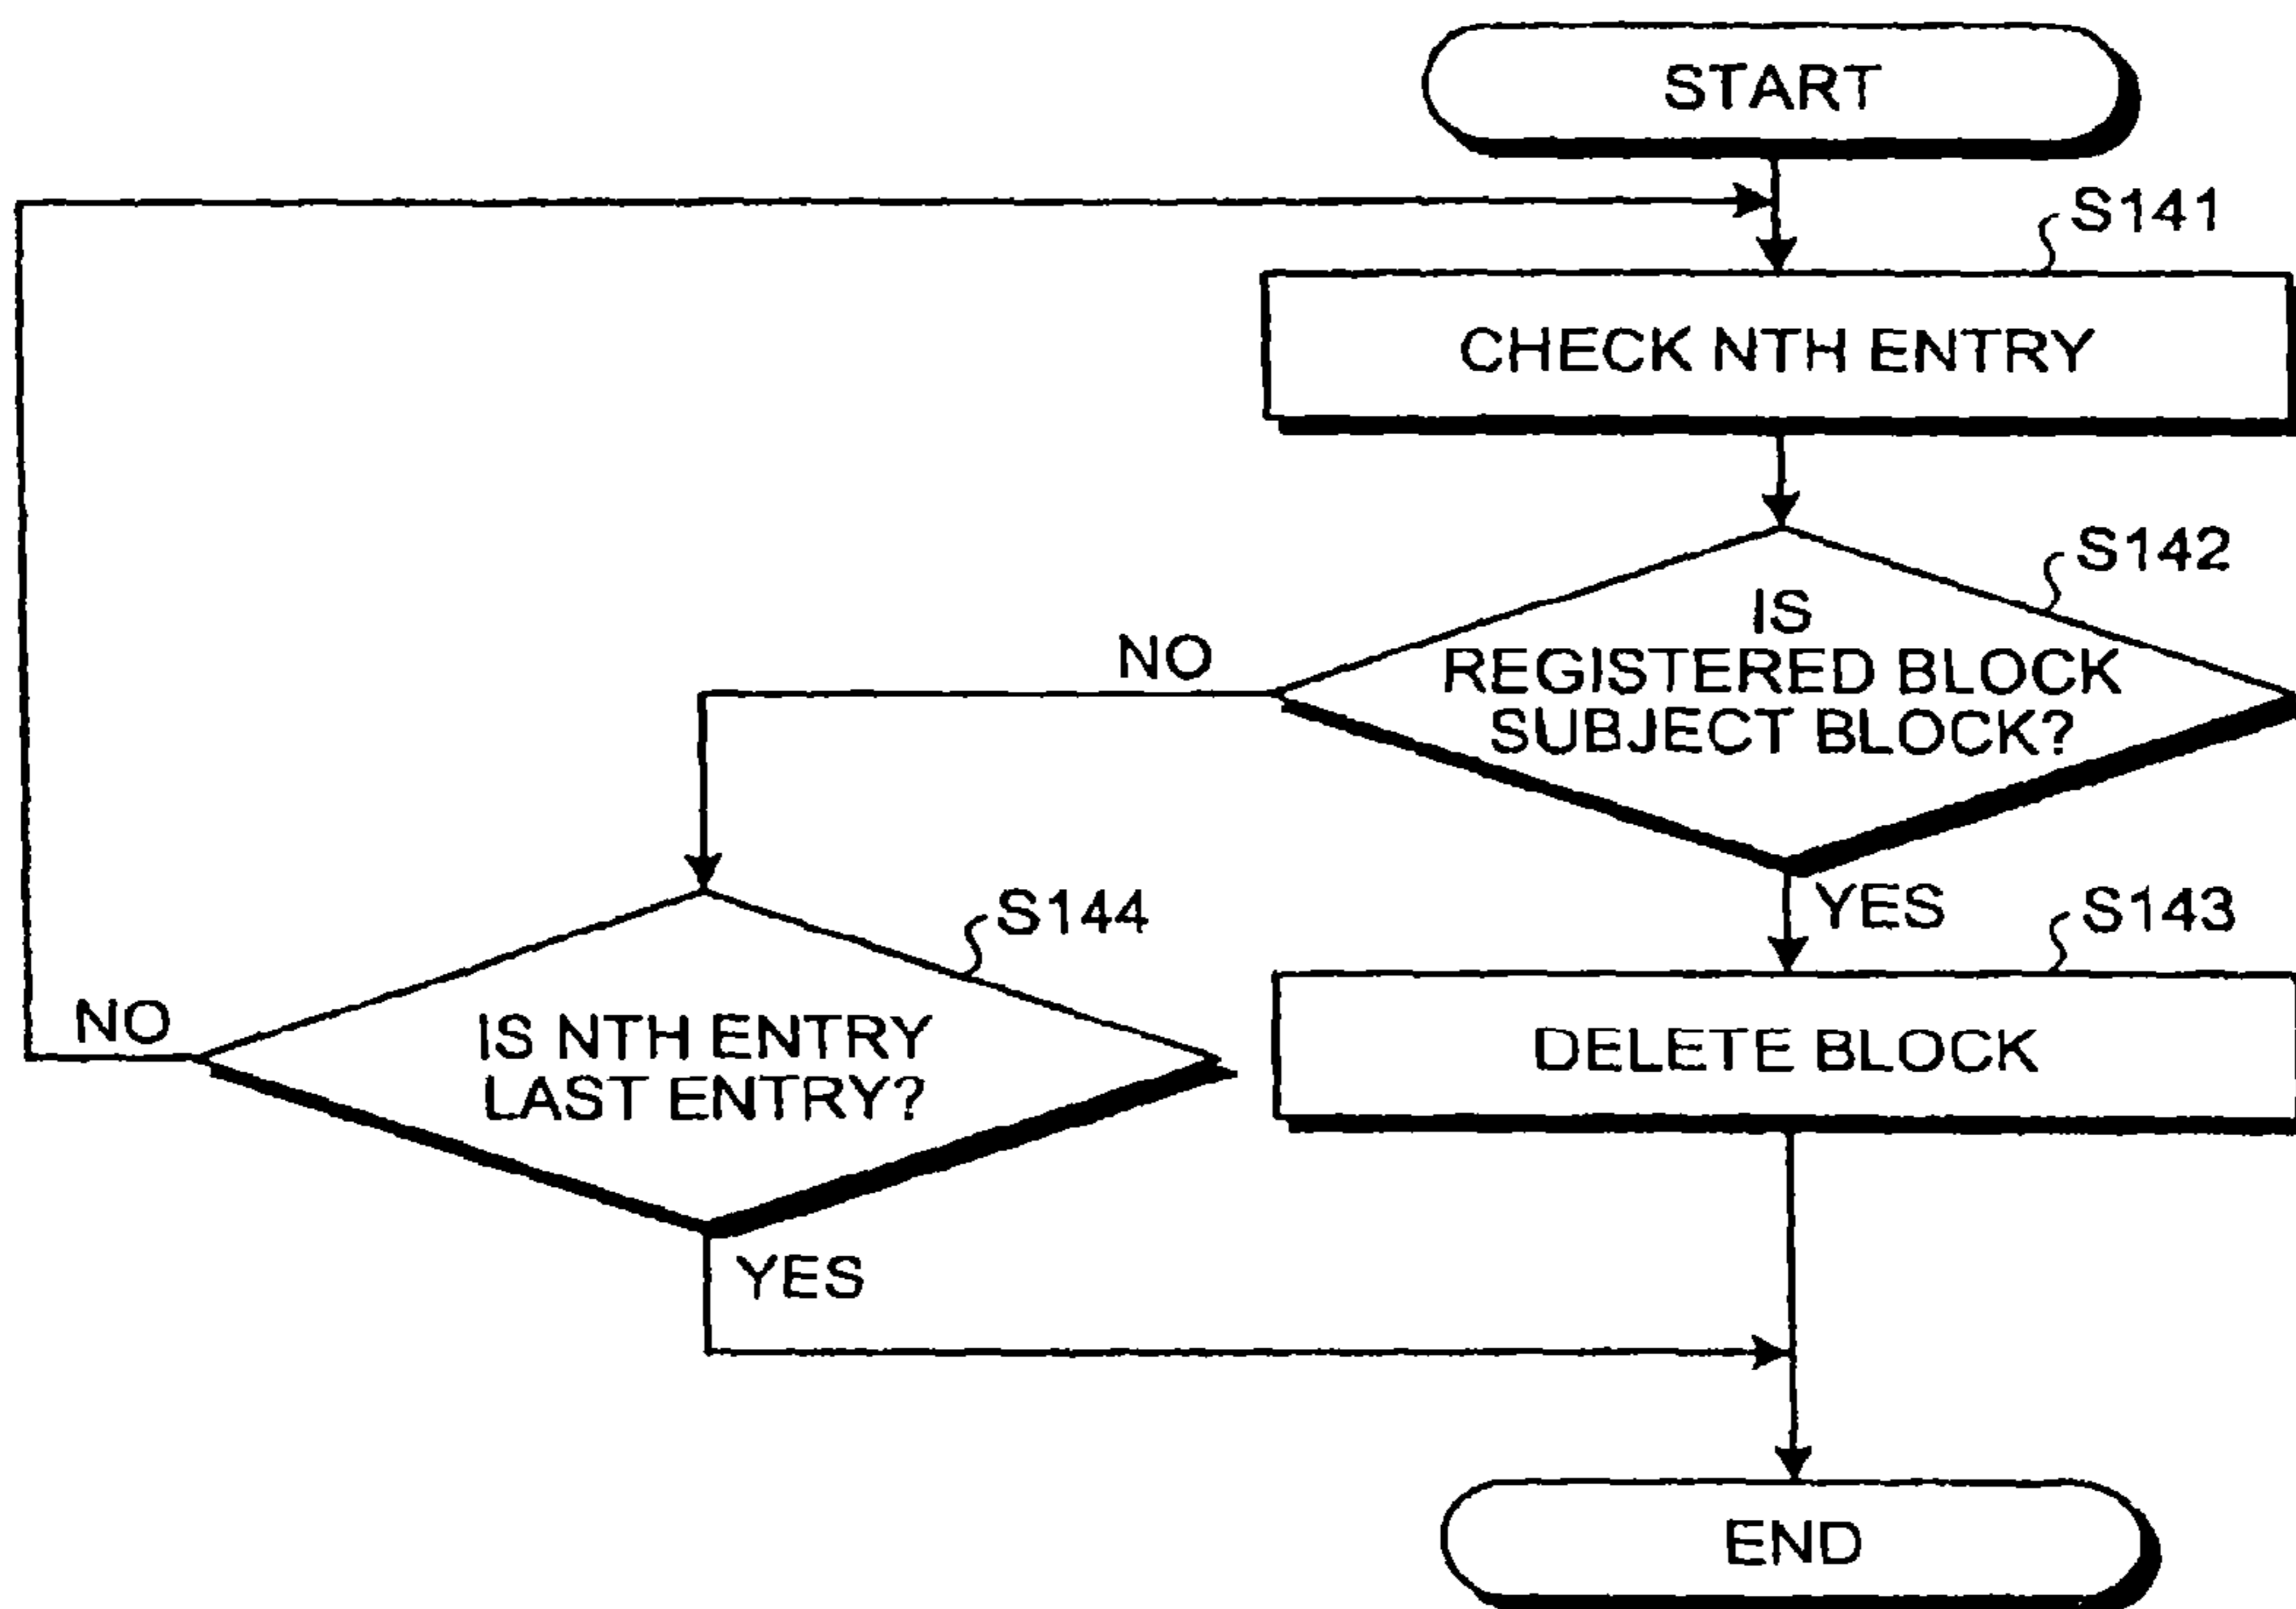 START
S141
CHECK NTH ENTRY
S142
IS
REGISTERED BLOCK
SUBJECT BLOCK?
NO
YES
S143
DELETE BLOCK
S144
IS NTH ENTRY
LAST ENTRY?
NO
YES
END